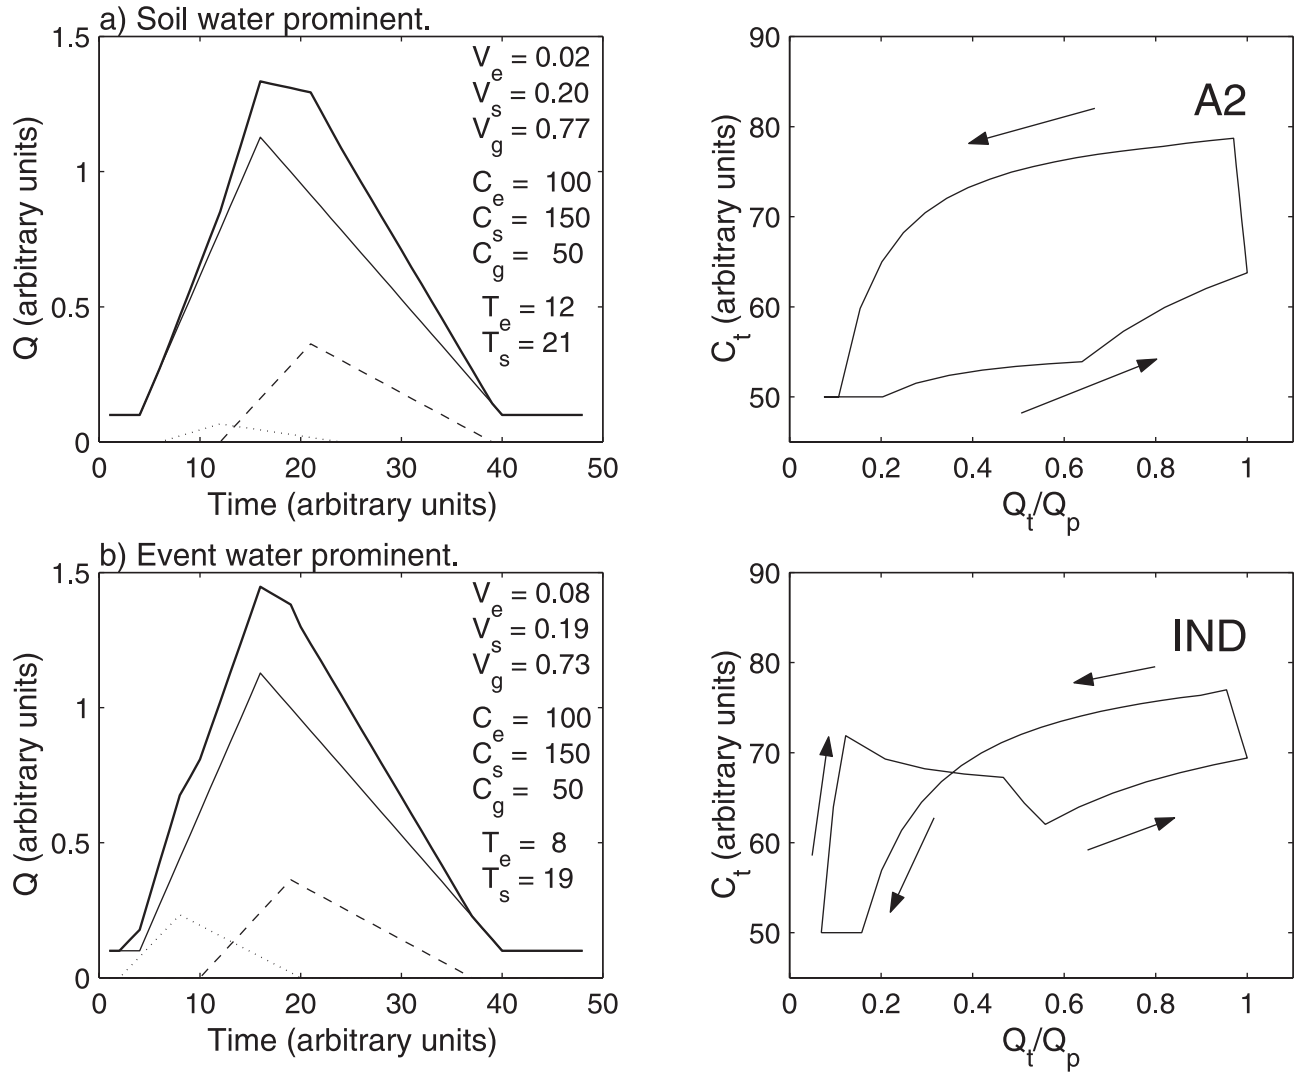 a) Soil water prominent.
1.5
1
0.5
0
Q (arbitrary units)
V_e = 0.02
V_s = 0.20
V_g = 0.77
C_e = 100
C_s = 150
C_g = 50
T_e = 12
T_s = 21
0 10 20 30 40 50
Time (arbitrary units)
90
80
70
60
50
C_t (arbitrary units)
A2
0 0.2 0.4 0.6 0.8 1
Q_t/Q_p
b) Event water prominent.
1.5
1
0.5
0
Q (arbitrary units)
V_e = 0.08
V_s = 0.19
V_g = 0.73
C_e = 100
C_s = 150
C_g = 50
T_e = 8
T_s = 19
0 10 20 30 40 50
Time (arbitrary units)
90
80
70
60
50
C_t (arbitrary units)
IND
0 0.2 0.4 0.6 0.8 1
Q_t/Q_p